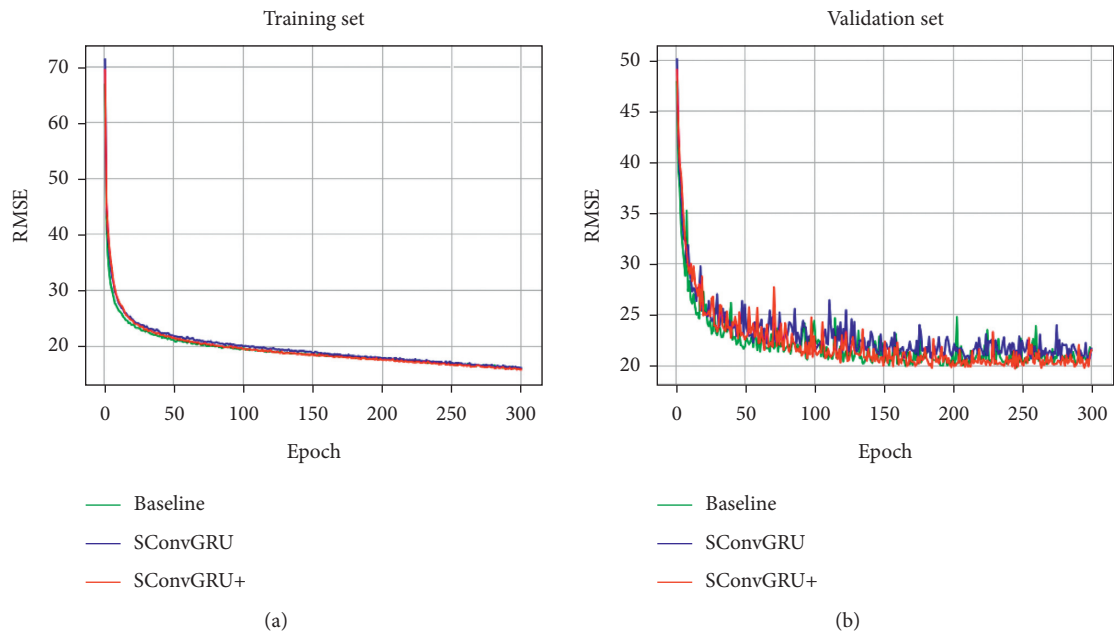 Training set
70
60
50
40
30
20
RMSE
0 50 100 150 200 250 300
Epoch
Baseline
SConvGRU
SConvGRU+
(a)
Validation set
50
45
40
35
30
25
20
RMSE
0 50 100 150 200 250 300
Epoch
Baseline
SConvGRU
SConvGRU+
(b)